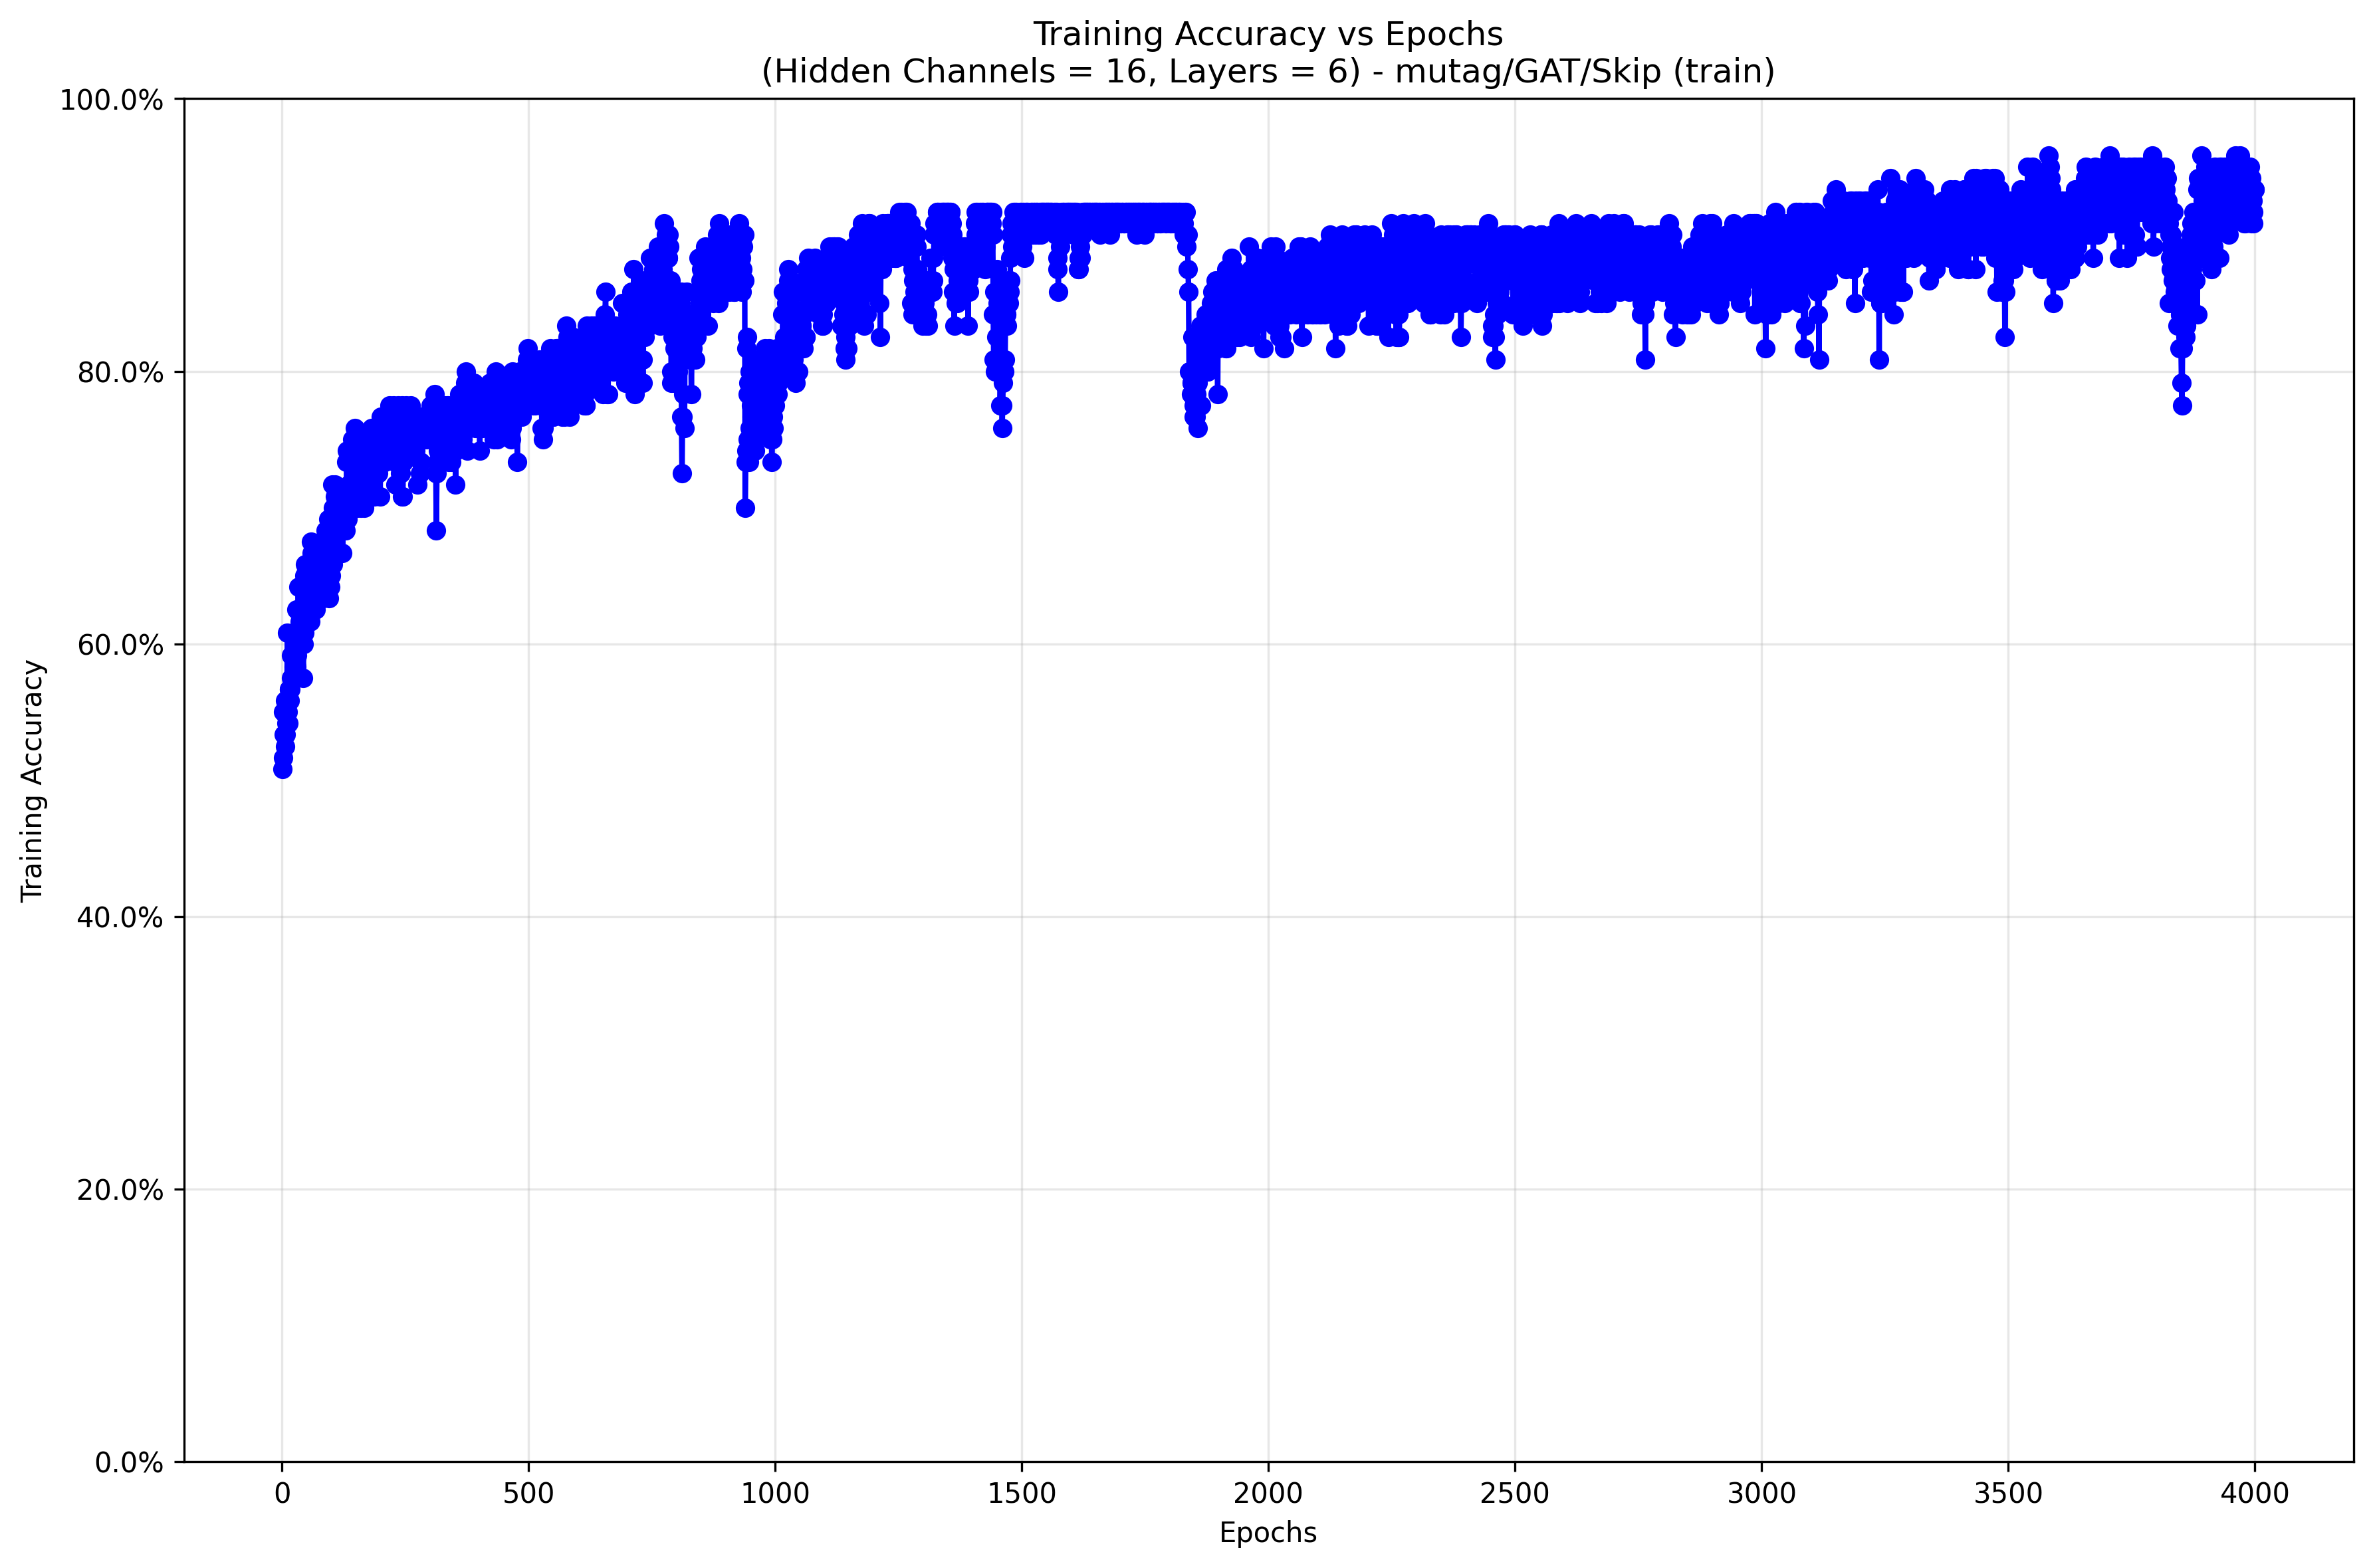 Training Accuracy vs Epochs
(Hidden Channels = 16, Layers = 6) - mutag/GAT/Skip (train)
100.0%
80.0%
60.0%
40.0%
20.0%
0.0%
Training Accuracy
0 500 1000 1500 2000 2500 3000 3500 4000
Epochs